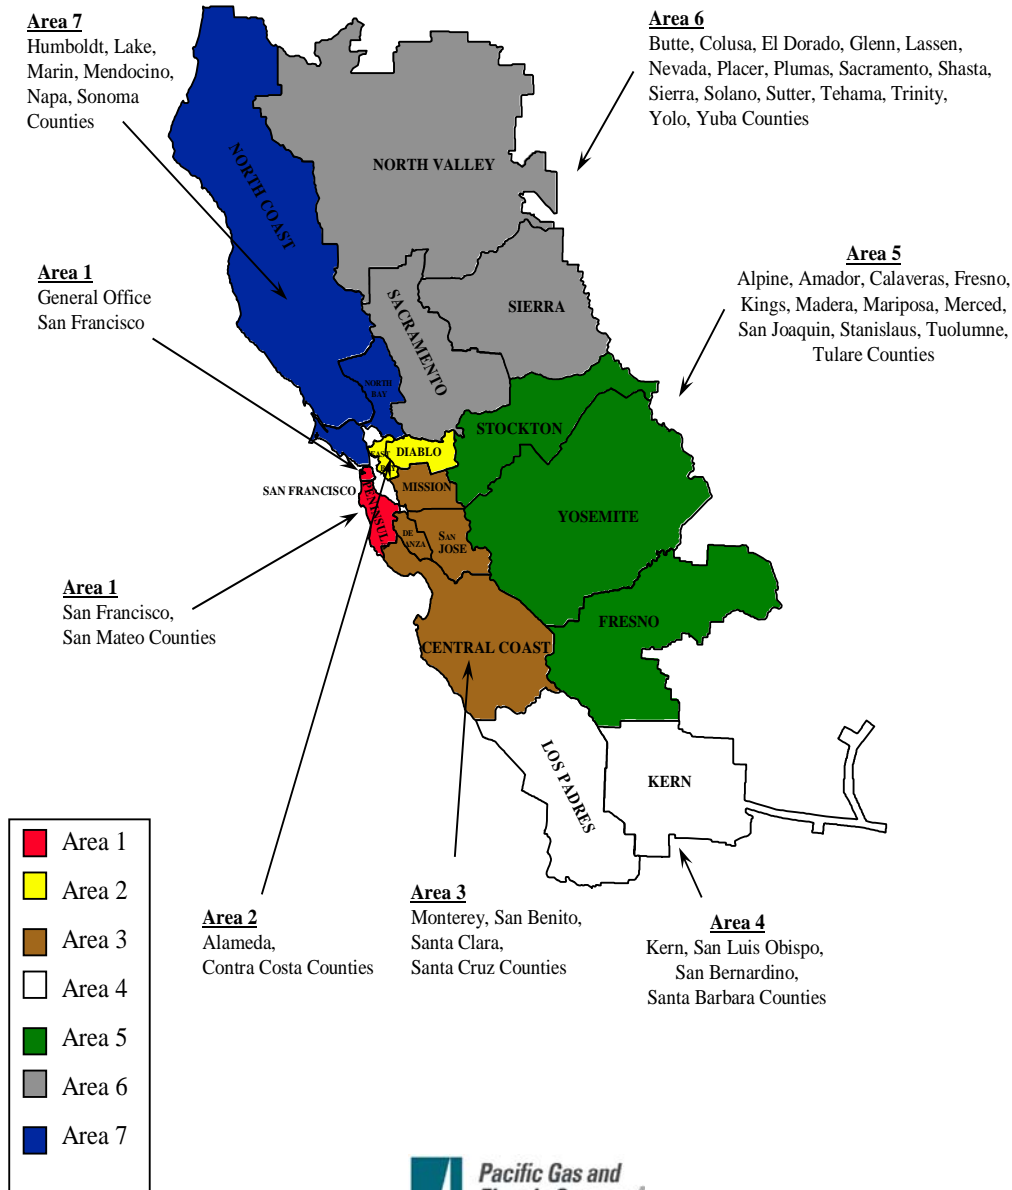 Area 7
Humboldt, Lake,
Marin, Mendocino,
Napa, Sonoma
Counties
Area 6
Butte, Colusa, El Dorado, Glenn, Lassen,
Nevada, Placer, Plumas, Sacramento, Shasta,
Sierra, Solano, Sutter, Tehama, Trinity,
Yolo, Yuba Counties
NORTH VALLEY
NORTH COAST
Area 5
Alpine, Amador, Calaveras, Fresno,
Kings, Madera, Mariposa, Merced,
San Joaquin, Stanislaus, Tuolumne,
Tulare Counties
Area 1
General Office
San Francisco
SIERRA
SACRAMENTO
NORTH
BAY
STOCKTON
EAST
BAY
DIABLO
SAN FRANCISCO
MISSION
PENINSULA
YOSEMITE
DE
ANZA
SAN
JOSE
Area 1
San Francisco,
San Mateo Counties
FRESNO
CENTRAL COAST
LOS PADRES
KERN
Area 1
Area 2
Area 3
Area 4
Area 5
Area 6
Area 7
Area 2
Alameda,
Contra Costa Counties
Area 3
Monterey, San Benito,
Santa Clara,
Santa Cruz Counties
Area 4
Kern, San Luis Obispo,
San Bernardino,
Santa Barbara Counties
Pacific Gas and